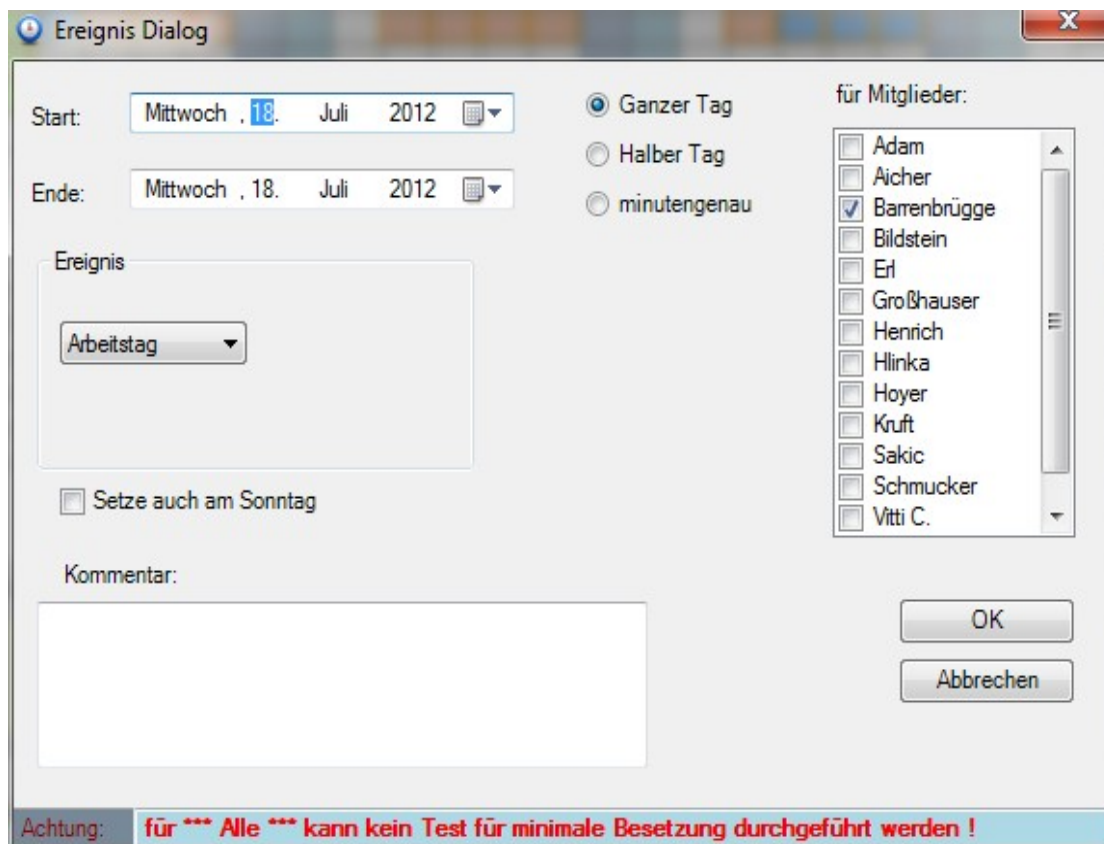 Ereignis Dialog
X
Start:
Mittwoch , 18. Juli 2012
Ende:
Mittwoch , 18. Juli 2012
Ganzer Tag
Halber Tag
minutengenau
für Mitglieder:
Adam
Aicher
Barrenbrügge
Bildstein
Erl
Großhauser
Henrich
Hlinka
Hoyer
Kruft
Sakic
Schmucker
Vitti C.
Ereignis
Arbeitstag
Setze auch am Sonntag
Kommentar:
OK
Abbrechen
Achtung: für *** Alle *** kann kein Test für minimale Besetzung durchgeführt werden !